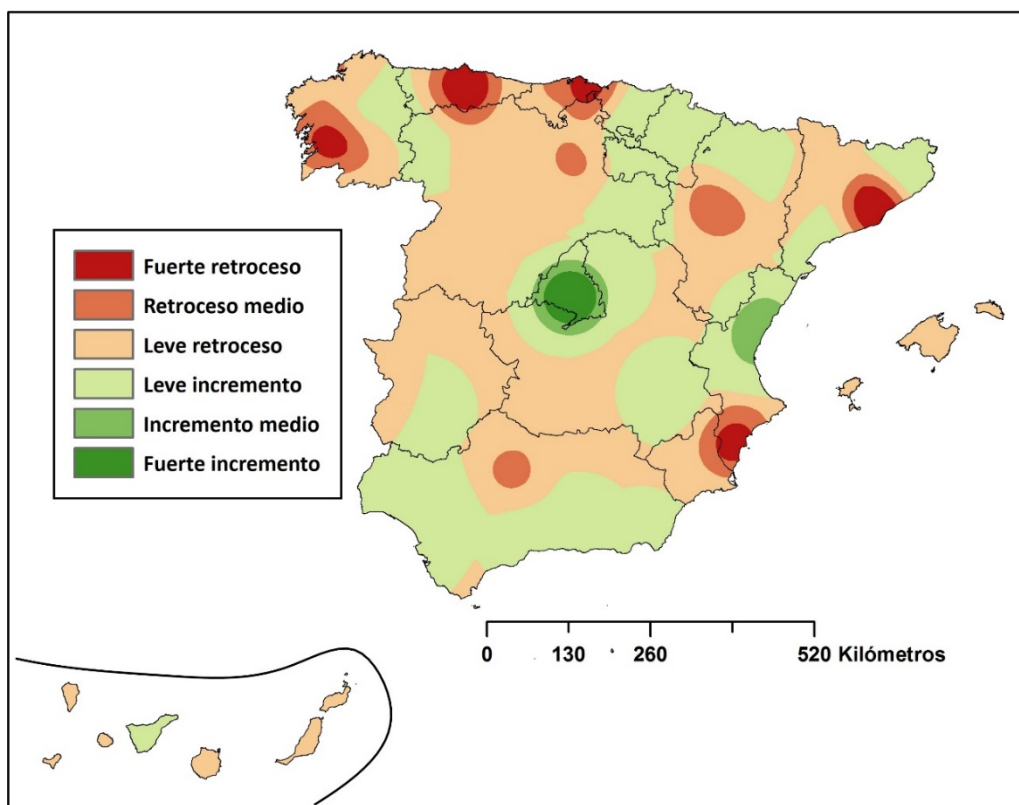 Fuerte retroceso
Retroceso medio
Leve retroceso
Leve incremento
Incremento medio
Fuerte incremento
0 130 260 520 Kilómetros